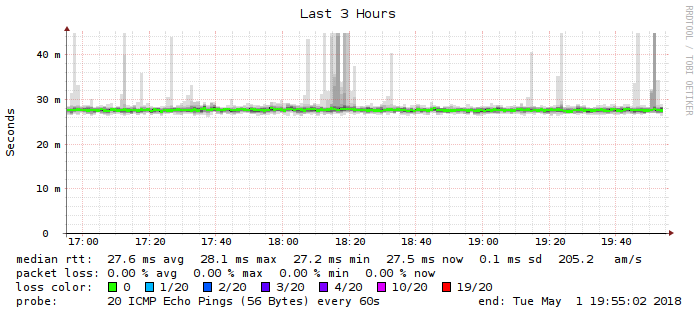 Last 3 Hours
RRDTOOL / TOBI OETIKER
Seconds
40 m
30 m
20 m
10 m
0
17:00 17:20 17:40 18:00 18:20 18:40 19:00 19:20 19:40
median rtt: 27.6 ms avg 28.1 ms max 27.2 ms min 27.5 ms now 0.1 ms sd 205.2 am/s
packet loss: 0.00 % avg 0.00 % max 0.00 % min 0.00 % now
loss color: 0 1/20 2/20 3/20 4/20 10/20 19/20
probe: 20 ICMP Echo Pings (56 Bytes) every 60s end: Tue May 1 19:55:02 2018